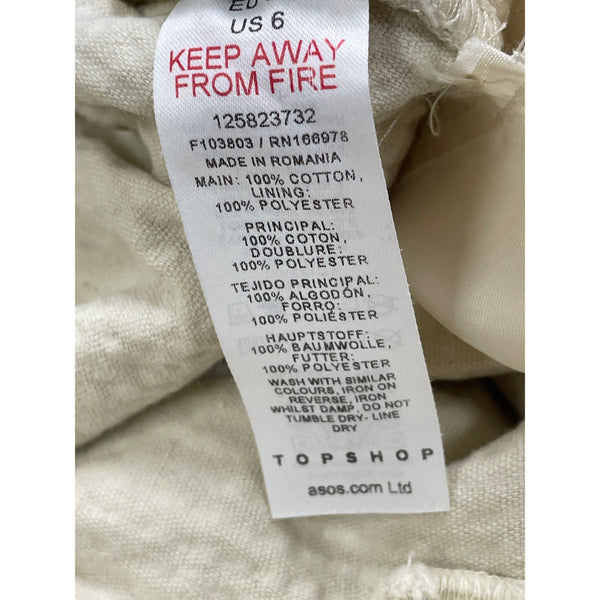 US 6
KEEP AWAY
FROM FIRE
125823732
F103803 / RN166978
MADE IN ROMANIA
MAIN: 100% COTTON,
LINING:
100% POLYESTER
PRINCIPAL:
100% COTON,
DOUBLURE:
100% POLYESTER
TEJIDO PRINCIPAL:
100% ALGODÓN,
FORRO:
100% POLIÉSTER
HAUPTSTOFF:
100% BAUMWOLLE,
FUTTER:
100% POLYESTER
WASH WITH SIMILAR
COLOURS, IRON ON
REVERSE, IRON
WHILST DAMP, DO NOT
TUMBLE DRY- LINE
DRY
TOPSHOP
asos.com Ltd